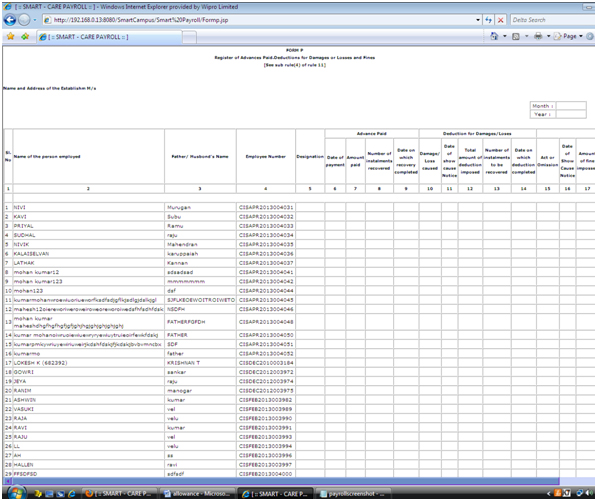 [ :: SMART - CARE PAYROLL :: ] - Windows Internet Explorer provided by Wipro Limited
http://192.168.0.13:8080/SmartCampus/Smart%20Payroll/Formp.jsp
Delta Search
[ :: SMART - CARE PAYROLL :: ]
Page
FORM P
Register of Advances Paid,Deductions for Damages or Losses and Fines
[See sub rule(4) of rule 11]
Name and Address of the Establishm M/s
Month :
Year :
Advance Paid Deduction for Damages/Losses
Sl. No Name of the person employed Father/ Husband's Name Employee Number Designation Date of payment Amount paid Number of instalments recovered Date on which recovery completed Damage/ Loss caused Date of show cause Notice Total amount of deduction imposed Number of instalments to be recovered Date on which deduction completed Act or Omission Date of Show Cause Notice Amount of fine imposed
1 2 3 4 5 6 7 8 9 10 11 12 13 14 15 16 17
1 NIVI Murugan CISAPR2013004031
2 KAVI Subu CISAPR2013004032
3 PRIYAL Ramu CISAPR2013004033
4 SUDHAL raju CISAPR2013004034
5 NIVIK Mahendran CISAPR2013004035
6 KALAISELVAN karuppaiah CISAPR2013004036
7 LATHAK Kannan CISAPR2013004037
8 mohan kumar12 sdsadsad CISAPR2013004041
9 mohan kumar123 mmmmmmm CISAPR2013004042
10 mohan123 dsf CISAPR2013004044
11 CISAPR2013004045
12 NSDFH CISAPR2013004046
13 mohan kumar FATHERFGFDH CISAPR2013004048
14 FATHER CISAPR2013004050
15 SDF CISAPR2013004051
16 kumarmo father CISAPR2013004052
17 LOKESH K (682392) KRISHNAN T CISDEC2010003184
18 GOWRI sankar CISDEC2012003972
19 JEYA raju CISDEC2012003974
20 RANIM manogar CISDEC2012003975
21 ASHWIN kumar CISFEB2013003982
22 VASUKI vel CISFEB2013003989
23 RAJA velu CISFEB2013003990
24 RAVI kumar CISFEB2013003991
25 RAJU vel CISFEB2013003993
26 LL velu CISFEB2013003994
27 AH ss CISFEB2013003996
28 HALLEN ravi CISFEB2013003997
29 FFSDFSD sdfsdf CISFEB2013004000
[ :: SMART - CARE P... allowance - Microso... [ :: SMART - CARE P... payrollscreenshot - ...